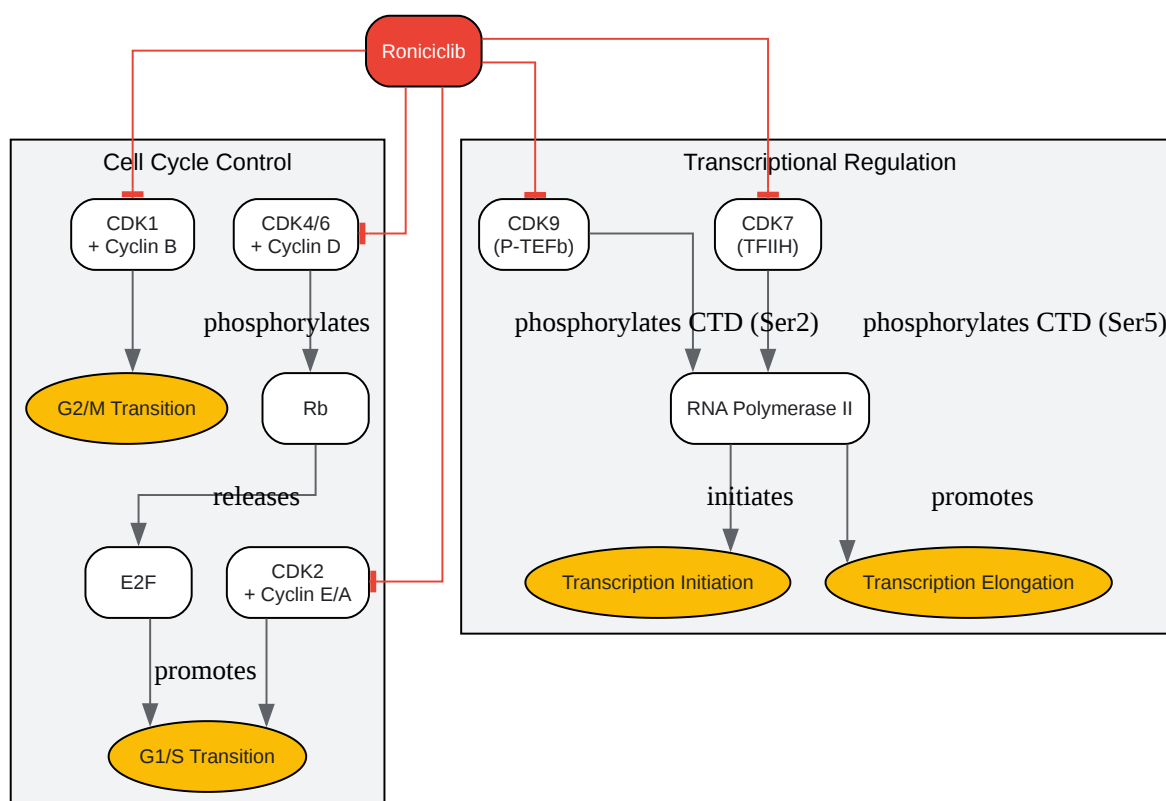 Roniciclib
Cell Cycle Control
Transcriptional Regulation
CDK1
+ Cyclin B
CDK4/6
+ Cyclin D
CDK9
(P-TEFb)
CDK7
(TFIIH)
phosphorylates
phosphorylates CTD (Ser2)
phosphorylates CTD (Ser5)
G2/M Transition
Rb
RNA Polymerase II
releases
initiates
promotes
E2F
CDK2
+ Cyclin E/A
Transcription Initiation
Transcription Elongation
promotes
G1/S Transition